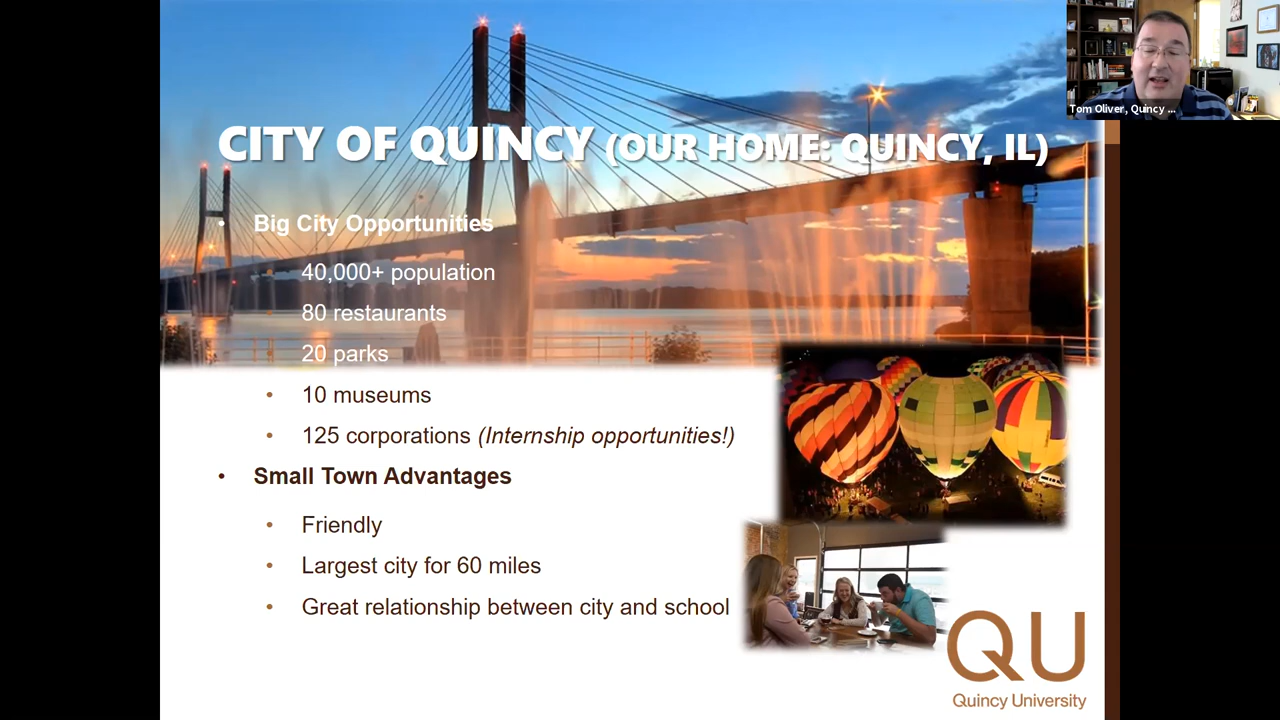 Tom Oliver, Quincy ...
CITY OF QUINCY (OUR HOME: QUINCY, IL)
• Big City Opportunities
40,000+ population
80 restaurants
20 parks
• 10 museums
• 125 corporations (Internship opportunities!)
• Small Town Advantages
• Friendly
• Largest city for 60 miles
• Great relationship between city and school
QU
Quincy University